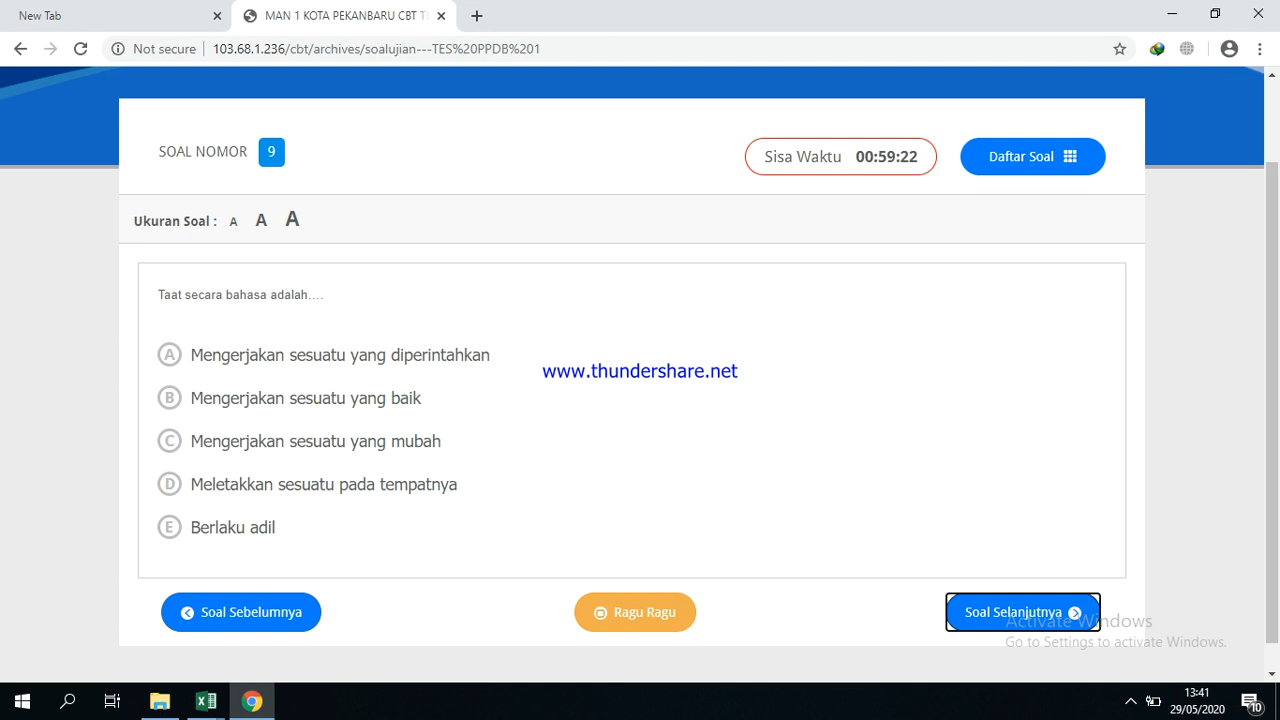 New Tab
MAN 1 KOTA PEKANBARU CBT T
Not secure
103.68.1.236/cbt/archives/soalujian---TES%20PPDB%201
SOAL NOMOR 9
Sisa Waktu 00:59:22
Daftar Soal
Ukuran Soal : A A A
Taat secara bahasa adalah....
A Mengerjakan sesuatu yang diperintahkan
www.thundershare.net
B Mengerjakan sesuatu yang baik
C Mengerjakan sesuatu yang mubah
D Meletakkan sesuatu pada tempatnya
E Berlaku adil
Soal Sebelumnya
Ragu Ragu
Soal Selanjutnya
Activate Windows
Go to Settings to activate Windows.
13:41
29/05/2020
10